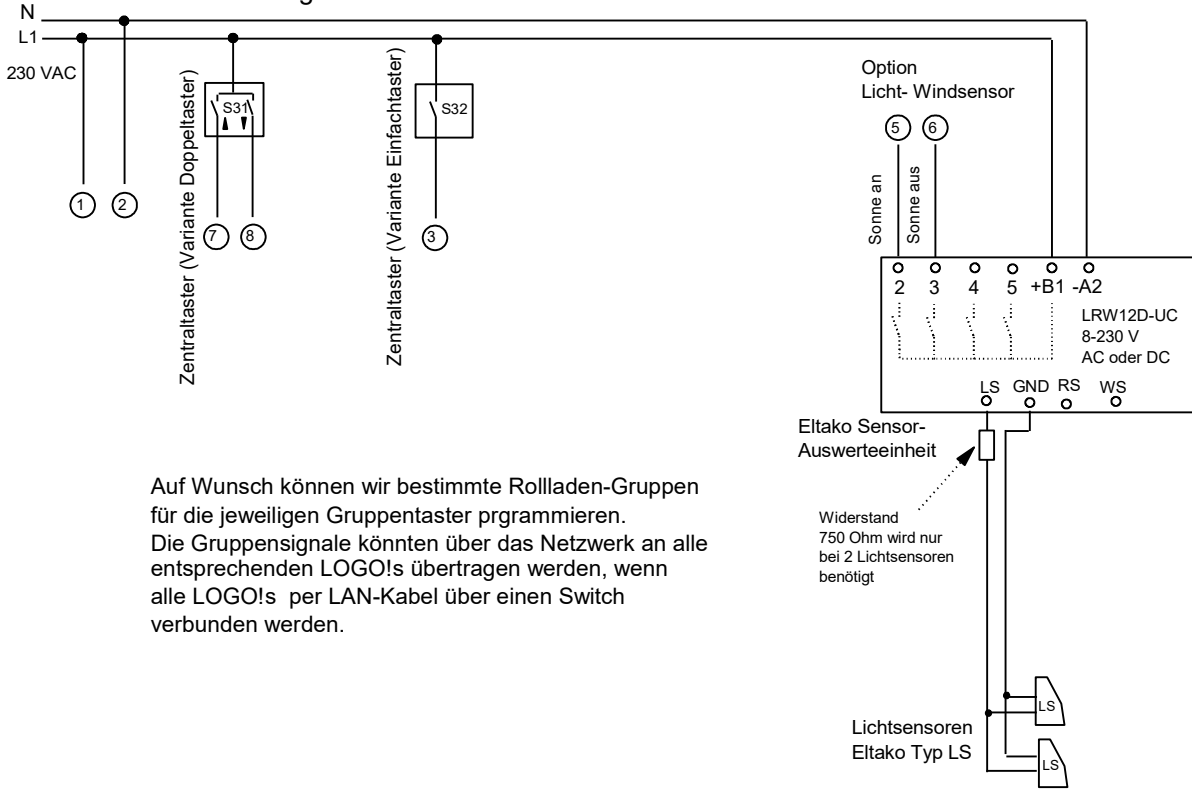 N
L1
230 VAC
1
2
Zentraltaster (Variante Doppeltaster)
S31
7
8
Zentraltaster (Variante Einfachtaster)
S32
3
Option
Licht- Windsensor
5
6
Sonne an
Sonne aus
2 3 4 5 +B1 -A2
LRW12D-UC
8-230 V
AC oder DC
LS GND RS WS
Eltako Sensor-
Auswerteeinheit
Widerstand
750 Ohm wird nur
bei 2 Lichtsensoren
benötigt
Auf Wunsch können wir bestimmte Rollladen-Gruppen
für die jeweiligen Gruppentaster prgrammieren.
Die Gruppensignale könnten über das Netzwerk an alle
entsprechenden LOGO!s übertragen werden, wenn
alle LOGO!s per LAN-Kabel über einen Switch
verbunden werden.
Lichtsensoren
Eltako Typ LS
LS
LS